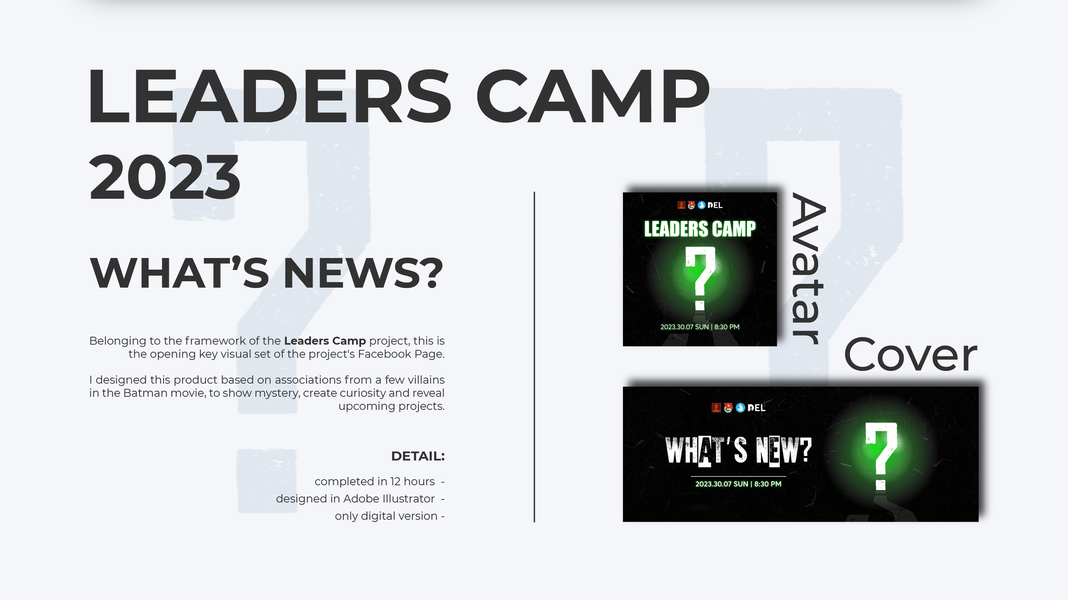 LEADERS CAMP
2023
WHAT’S NEWS?
Belonging to the framework of the Leaders Camp project, this is
the opening key visual set of the project's Facebook Page.
I designed this product based on associations from a few villains
in the Batman movie, to show mystery, create curiosity and reveal
upcoming projects.
DETAIL:
completed in 12 hours -
designed in Adobe Illustrator -
only digital version -
DEL
LEADERS CAMP
?
2023.30.07 SUN | 8:30 PM
Avatar
Cover
DEL
WHAT'S NEW?
2023.30.07 SUN | 8:30 PM
?